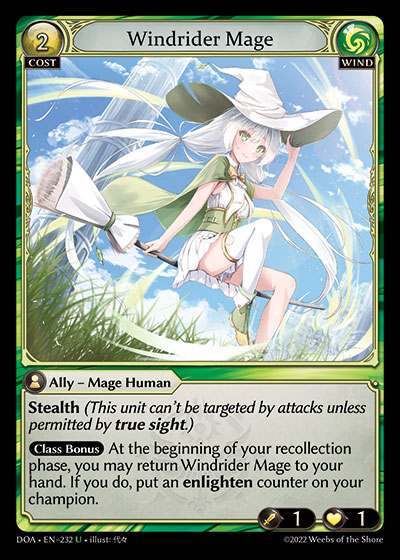 2
Windrider Mage
COST
WIND
Ally – Mage Human
Stealth (This unit can't be targeted by attacks unless
permitted by true sight.)
Class Bonus At the beginning of your recollection
phase, you may return Windrider Mage to your
hand. If you do, put an enlighten counter on your
champion.
1
1
DOA • EN–232 U • illust: 代々
©2022 Weebs of the Shore